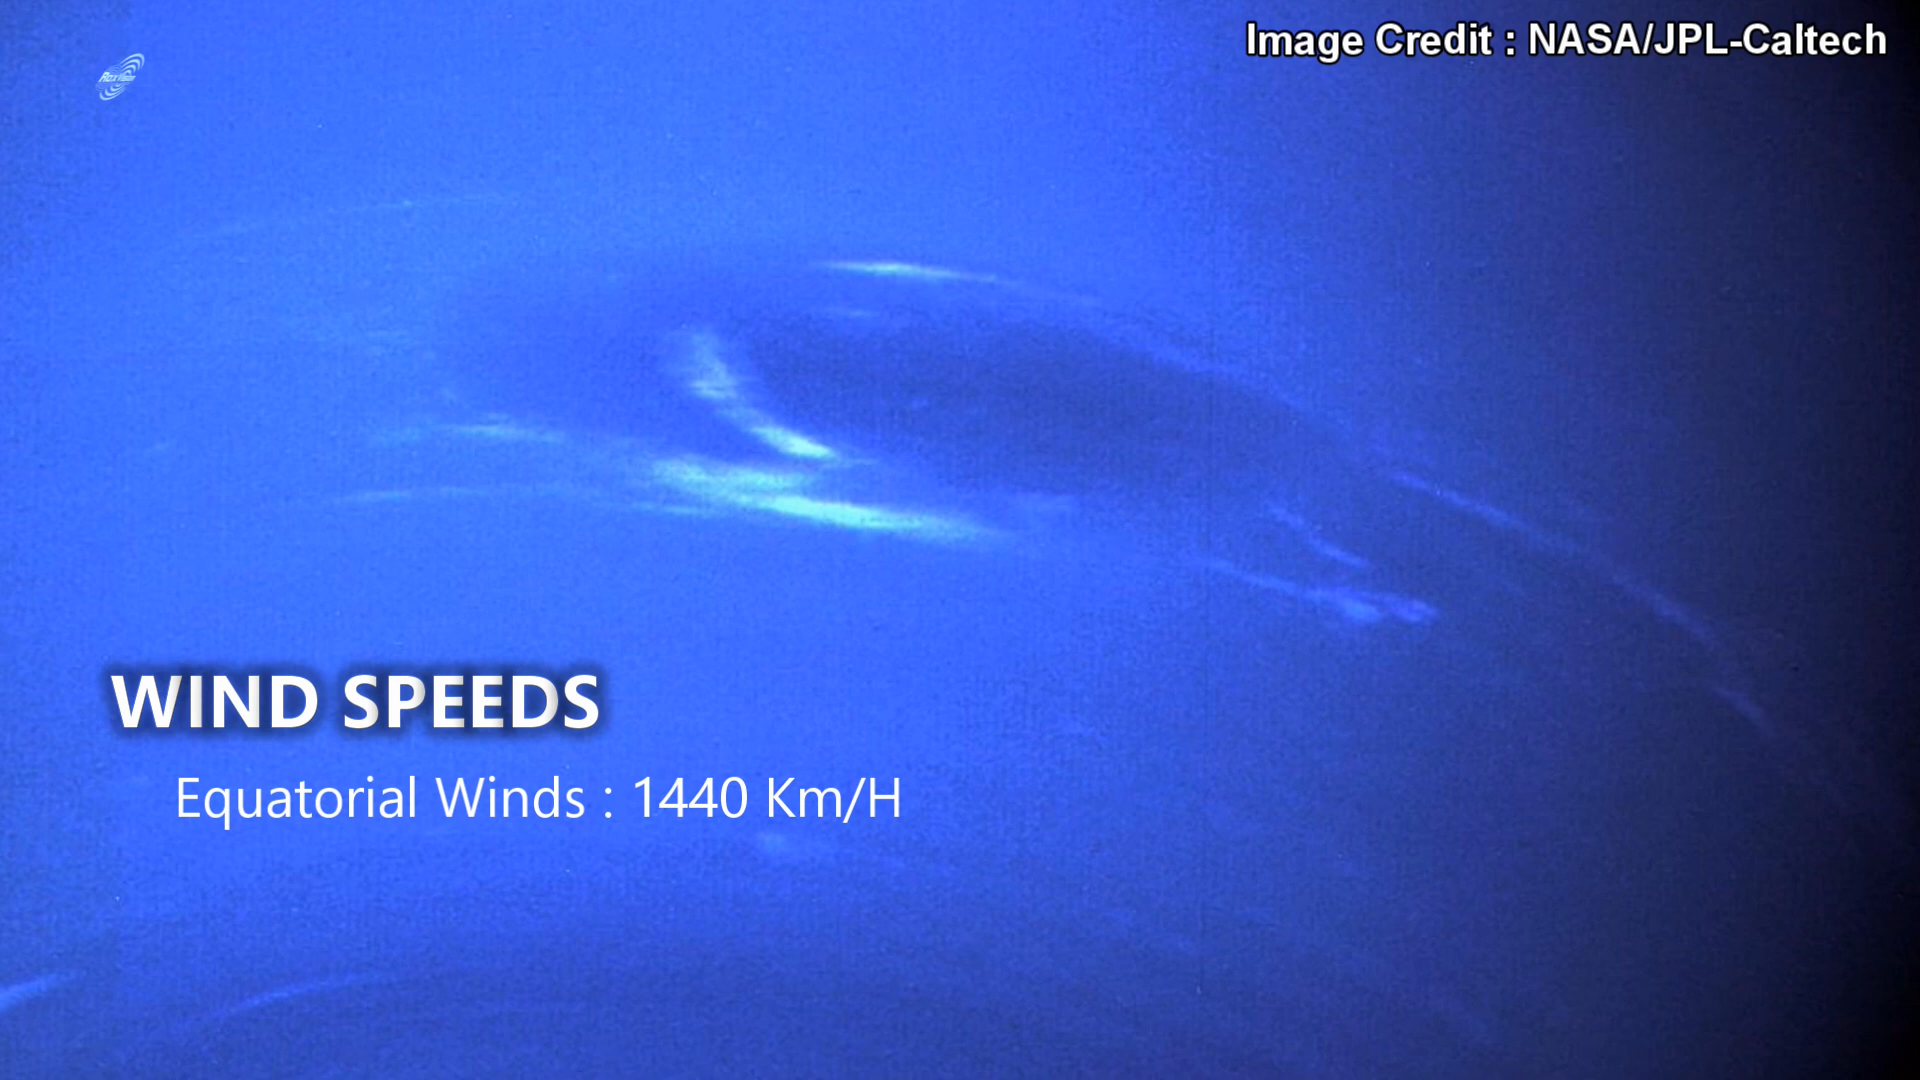 Image Credit : NASA/JPL-Caltech
WIND SPEEDS
Equatorial Winds : 1440 Km/H